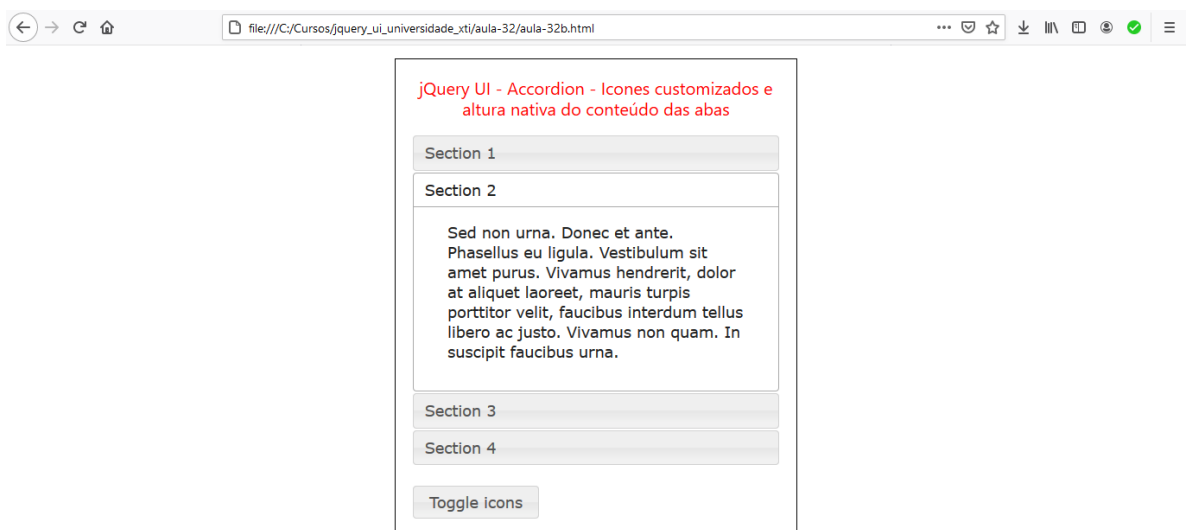 file:///C:/Cursos/jquery_ui_universidade_xti/aula-32/aula-32b.html
jQuery UI - Accordion - Icones customizados e
altura nativa do conteúdo das abas
Section 1
Section 2
Sed non urna. Donec et ante.
Phasellus eu ligula. Vestibulum sit
amet purus. Vivamus hendrerit, dolor
at aliquet laoreet, mauris turpis
porttitor velit, faucibus interdum tellus
libero ac justo. Vivamus non quam. In
suscipit faucibus urna.
Section 3
Section 4
Toggle icons